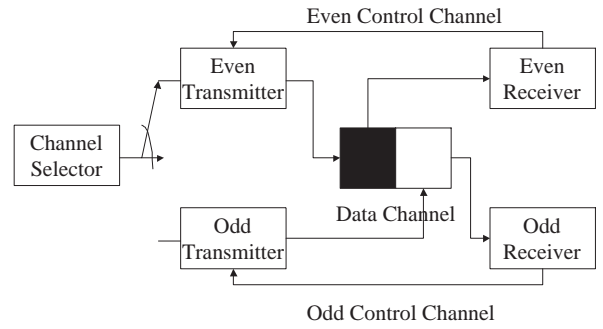 Even Control Channel
Even
Transmitter
Even
Receiver
Channel
Selector
Data Channel
Odd
Transmitter
Odd
Receiver
Odd Control Channel